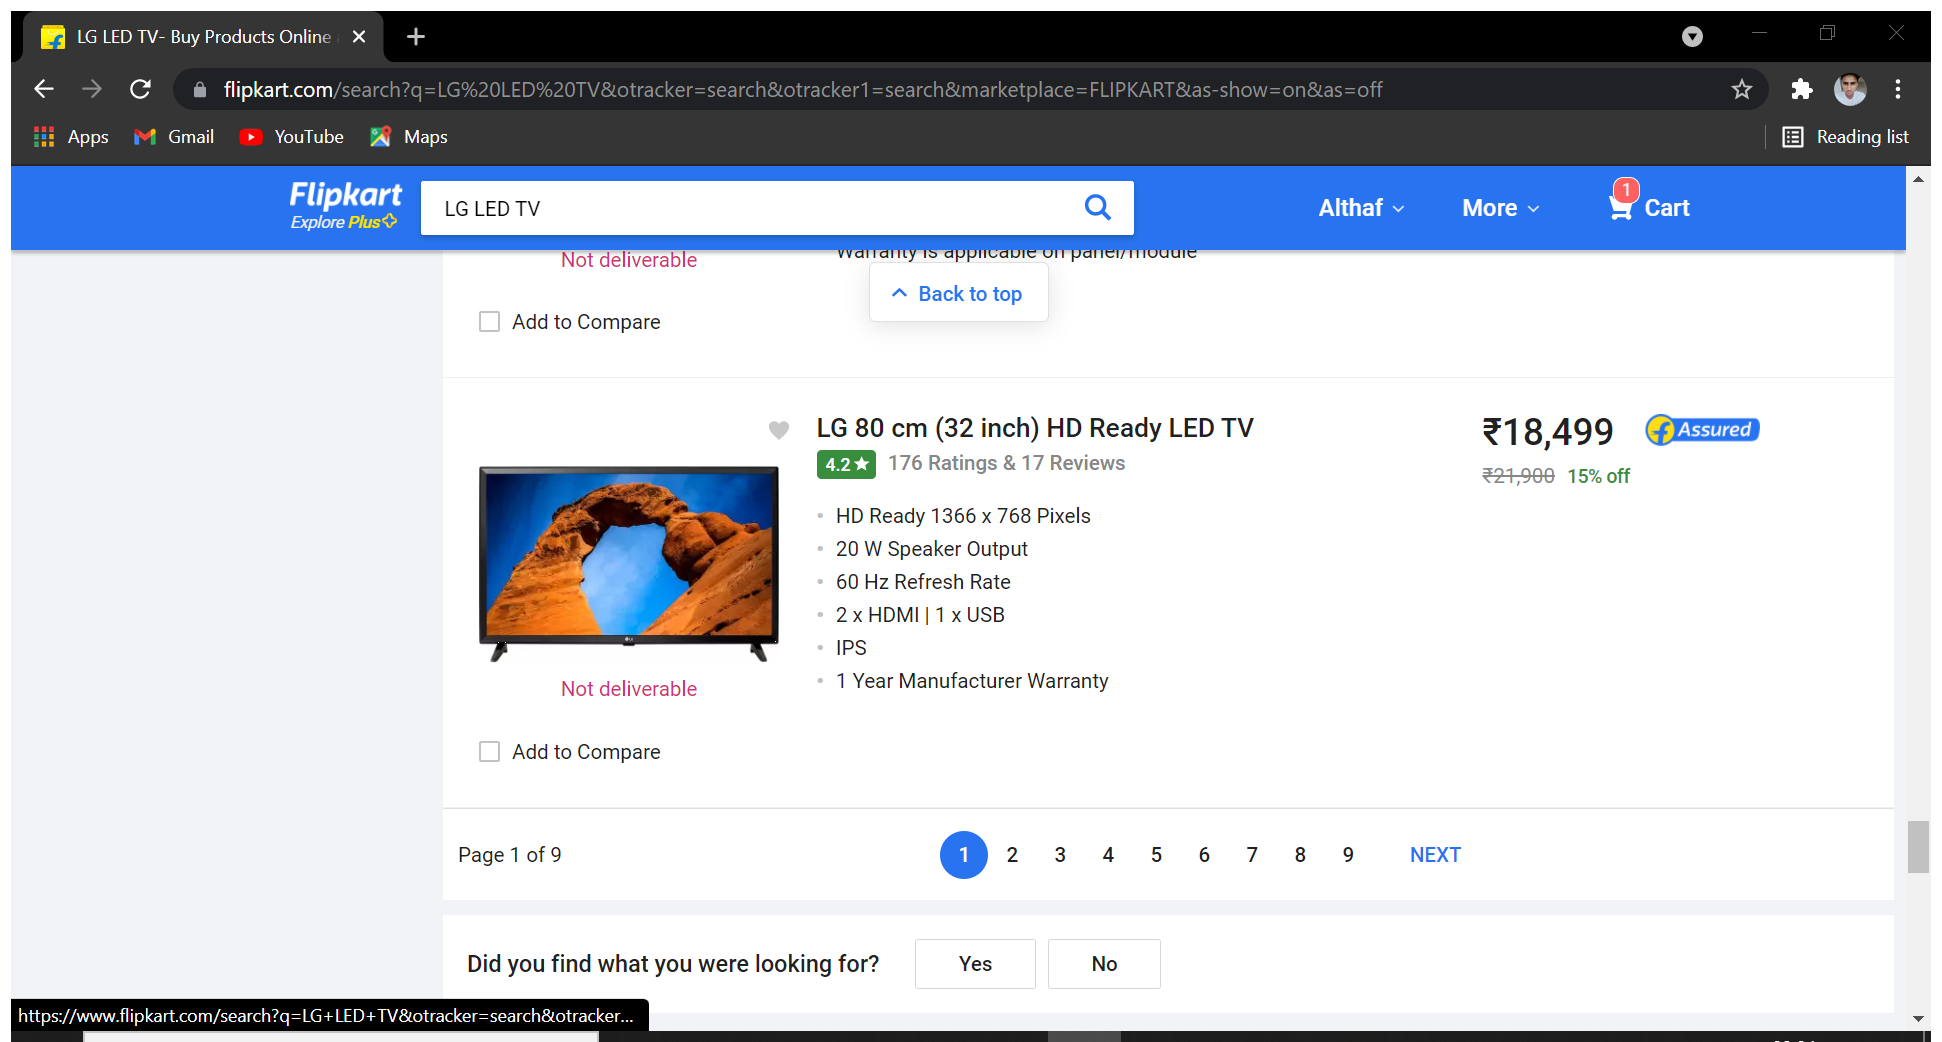 LG LED TV- Buy Products Online
flipkart.com/search?q=LG%20LED%20TV&otracker=search&otracker1=search&marketplace=FLIPKART&as-show=on&as=off
Apps Gmail YouTube Maps Reading list
Flipkart
Explore Plus
LG LED TV
Althaf
More
1
Cart
Not deliverable
Warranty is applicable on panel/module
Back to top
Add to Compare
LG 80 cm (32 inch) HD Ready LED TV
₹18,499
Assured
4.2 ★ 176 Ratings & 17 Reviews
₹21,900 15% off
• HD Ready 1366 x 768 Pixels
• 20 W Speaker Output
• 60 Hz Refresh Rate
• 2 x HDMI | 1 x USB
• IPS
• 1 Year Manufacturer Warranty
LG
Not deliverable
Add to Compare
Page 1 of 9
1 2 3 4 5 6 7 8 9 NEXT
Did you find what you were looking for? Yes No
https://www.flipkart.com/search?q=LG+LED+TV&otracker=search&otracker...